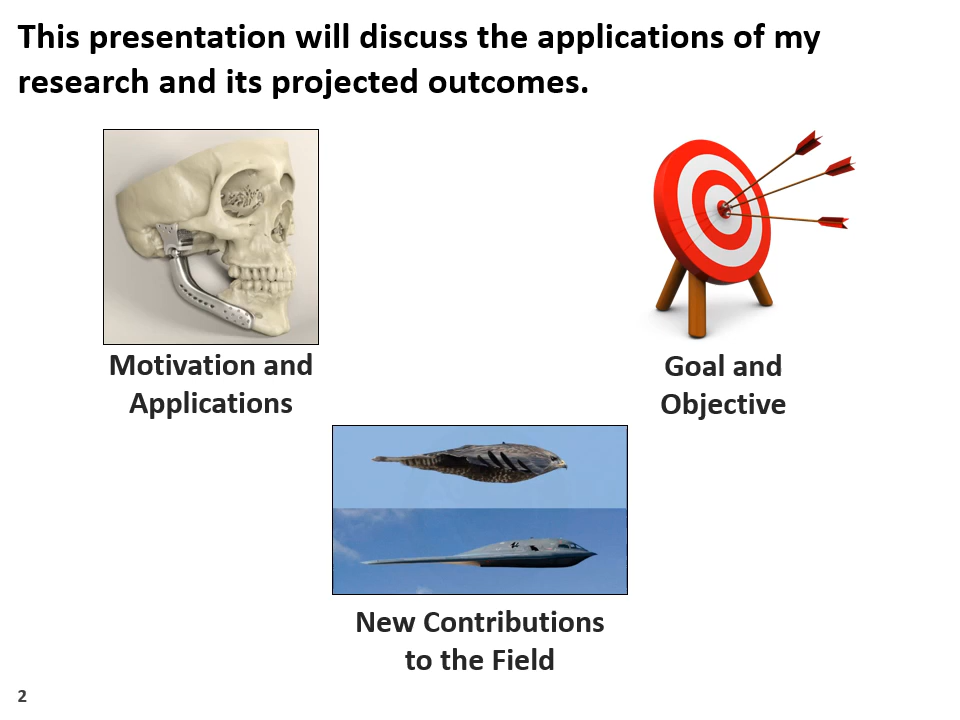 This presentation will discuss the applications of my
research and its projected outcomes.
Motivation and
Applications
Goal and
Objective
New Contributions
to the Field
2